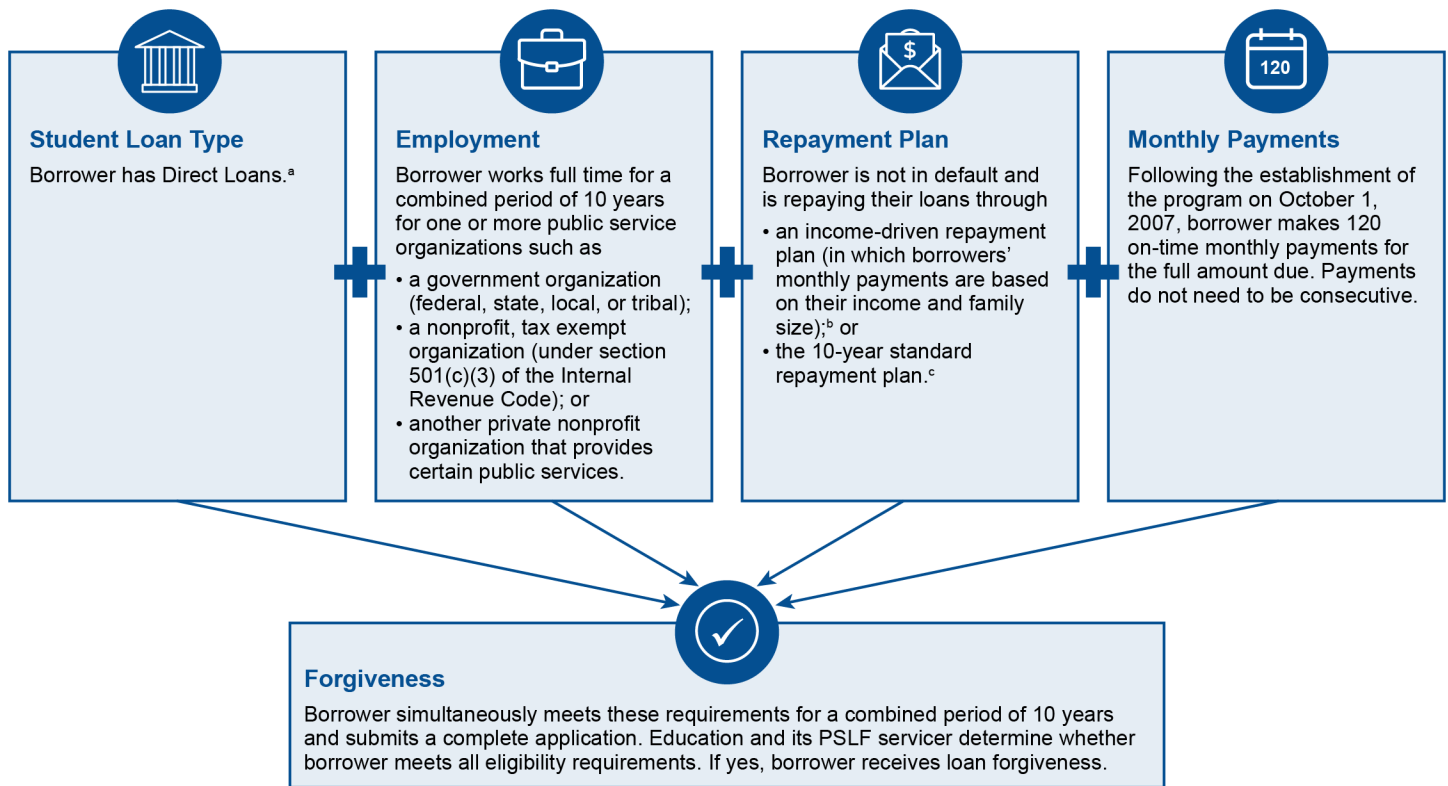 Student Loan Type
Borrower has Direct Loans.ᵃ
Employment
Borrower works full time for a
combined period of 10 years
for one or more public service
organizations such as
• a government organization
(federal, state, local, or tribal);
• a nonprofit, tax exempt
organization (under section
501(c)(3) of the Internal
Revenue Code); or
• another private nonprofit
organization that provides
certain public services.
$
Repayment Plan
Borrower is not in default and
is repaying their loans through
• an income-driven repayment
plan (in which borrowers’
monthly payments are based
on their income and family
size);ᵇ or
• the 10-year standard
repayment plan.ᶜ
120
Monthly Payments
Following the establishment of
the program on October 1,
2007, borrower makes 120
on-time monthly payments for
the full amount due. Payments
do not need to be consecutive.
Forgiveness
Borrower simultaneously meets these requirements for a combined period of 10 years
and submits a complete application. Education and its PSLF servicer determine whether
borrower meets all eligibility requirements. If yes, borrower receives loan forgiveness.